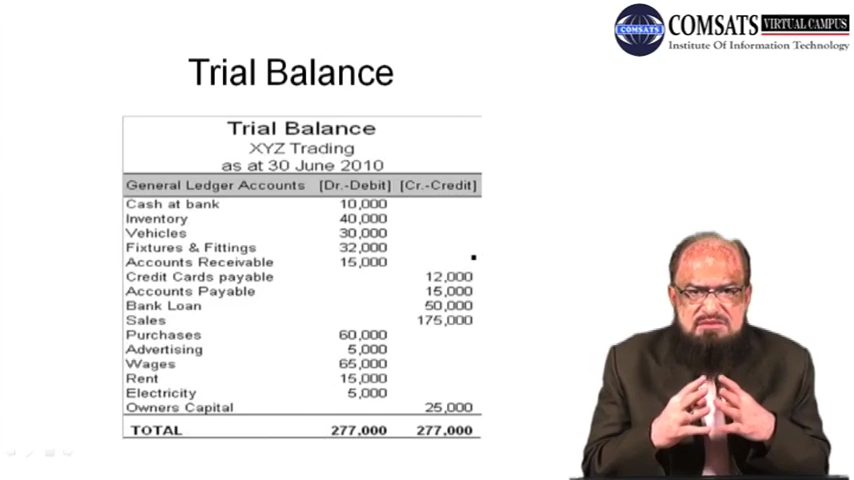 COMSATS VIRTUAL CAMPUS
COMSATS
Institute Of Information Technology
Trial Balance
Trial Balance
XYZ Trading
as at 30 June 2010
General Ledger Accounts [Dr.-Debit] [Cr.-Credit]
Cash at bank 10,000
Inventory 40,000
Vehicles 30,000
Fixtures & Fittings 32,000
Accounts Receivable 15,000
Credit Cards payable 12,000
Accounts Payable 15,000
Bank Loan 50,000
Sales 175,000
Purchases 60,000
Advertising 5,000
Wages 65,000
Rent 15,000
Electricity 5,000
Owners Capital 25,000
TOTAL 277,000 277,000